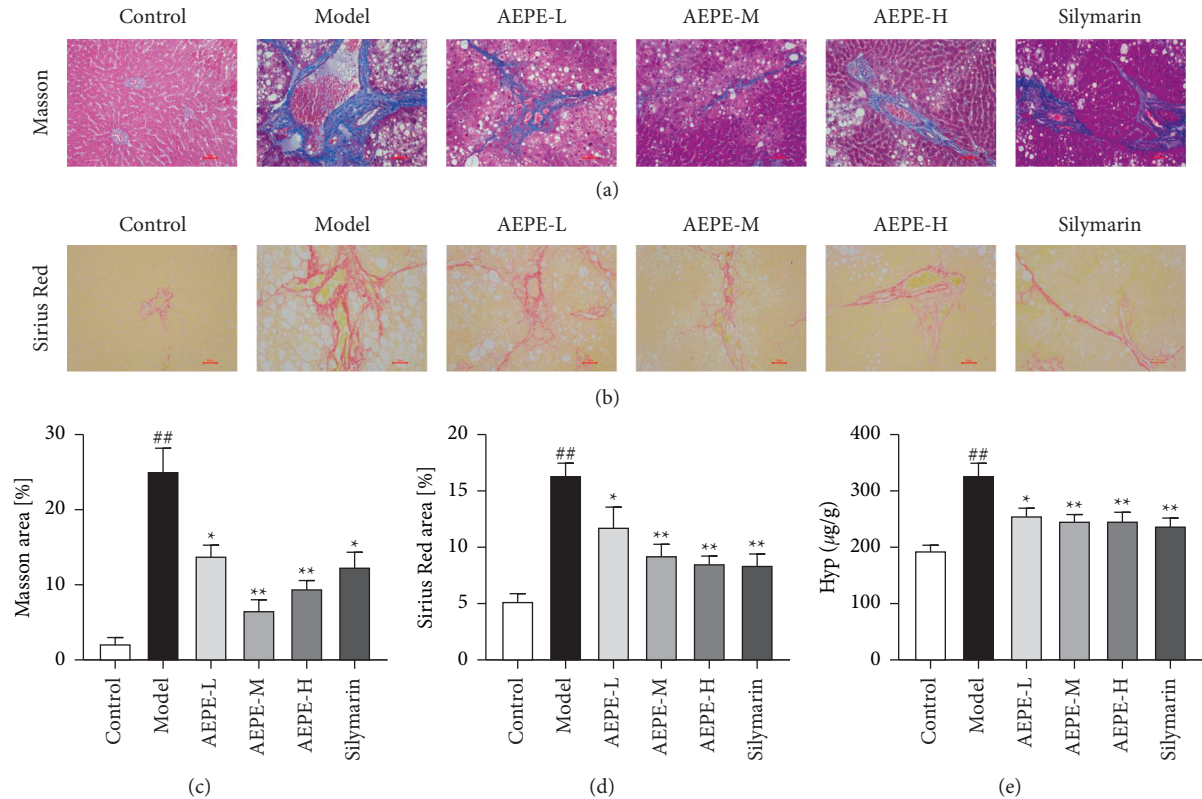 Control Model AEPE-L AEPE-M AEPE-H Silymarin
Masson
(a)
Control Model AEPE-L AEPE-M AEPE-H Silymarin
Sirius Red
(b)
Masson area [%]
30
20
10
0
##
*
**
**
*
Control
Model
AEPE-L
AEPE-M
AEPE-H
Silymarin
(c)
Sirius Red area [%]
20
15
10
5
0
##
*
**
**
**
Control
Model
AEPE-L
AEPE-M
AEPE-H
Silymarin
(d)
Hyp (μg/g)
400
300
200
100
0
##
*
**
**
**
Control
Model
AEPE-L
AEPE-M
AEPE-H
Silymarin
(e)